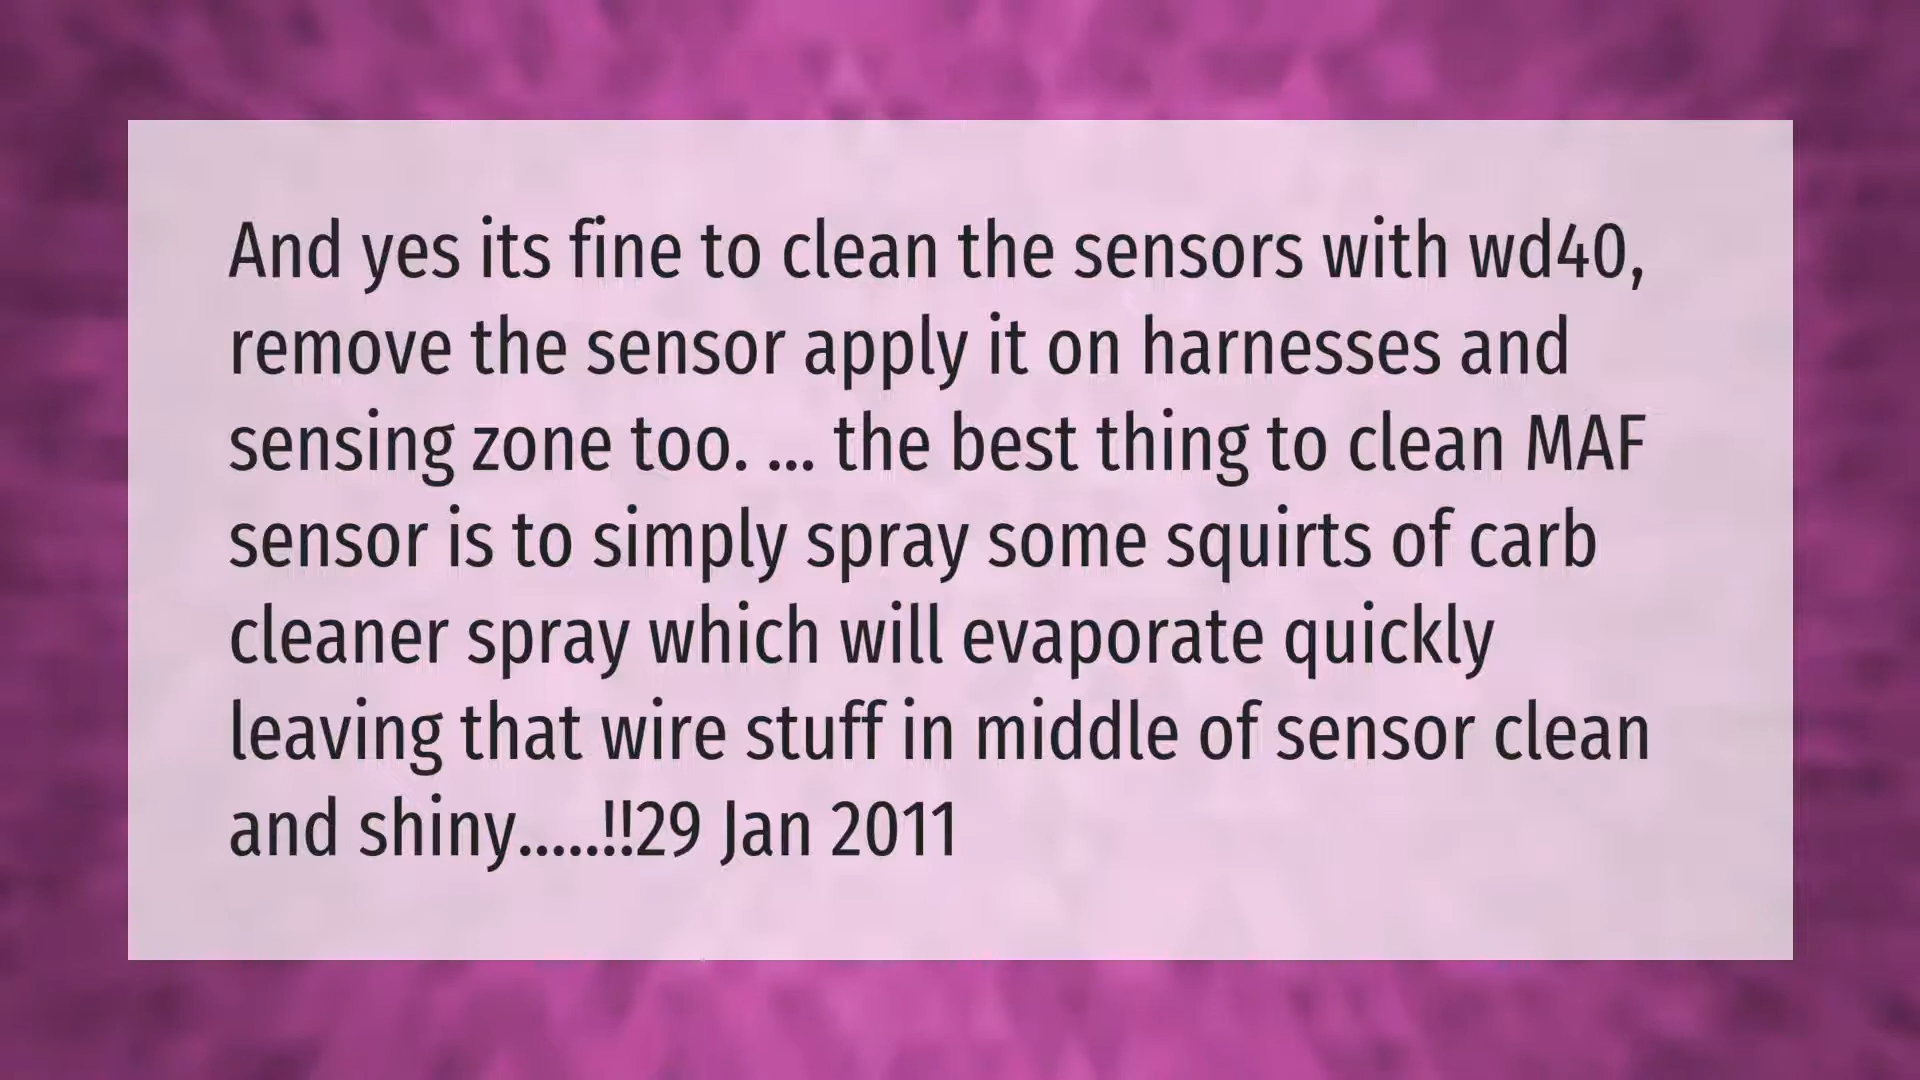 And yes its fine to clean the sensors with wd40,
remove the sensor apply it on harnesses and
sensing zone too. ... the best thing to clean MAF
sensor is to simply spray some squirts of carb
cleaner spray which will evaporate quickly
leaving that wire stuff in middle of sensor clean
and shiny.....!!29 Jan 2011